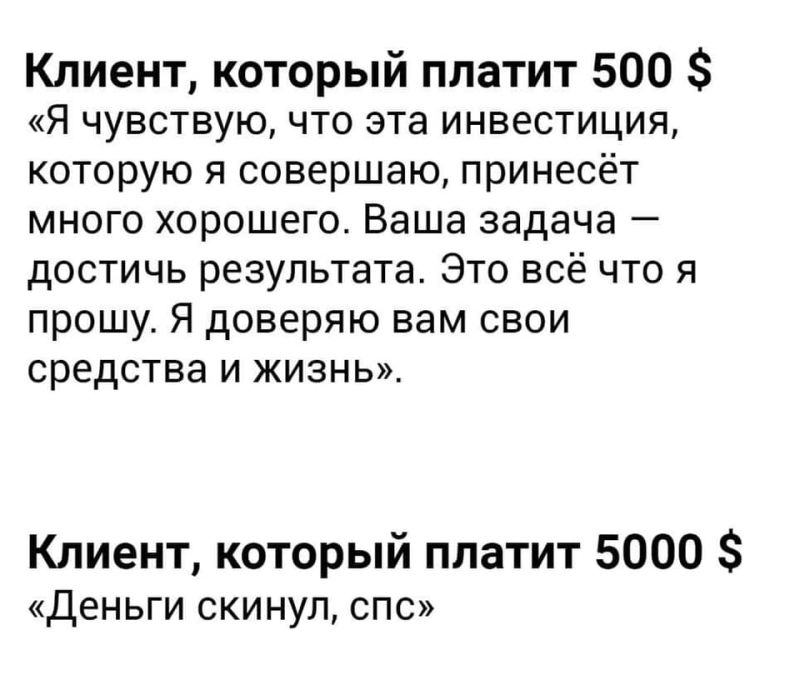 Клиент, который платит 500 $
«Я чувствую, что эта инвестиция,
которую я совершаю, принесёт
много хорошего. Ваша задача –
достичь результата. Это всё что я
прошу. Я доверяю вам свои
средства и жизнь».
Клиент, который платит 5000 $
«Деньги скинул, спс»